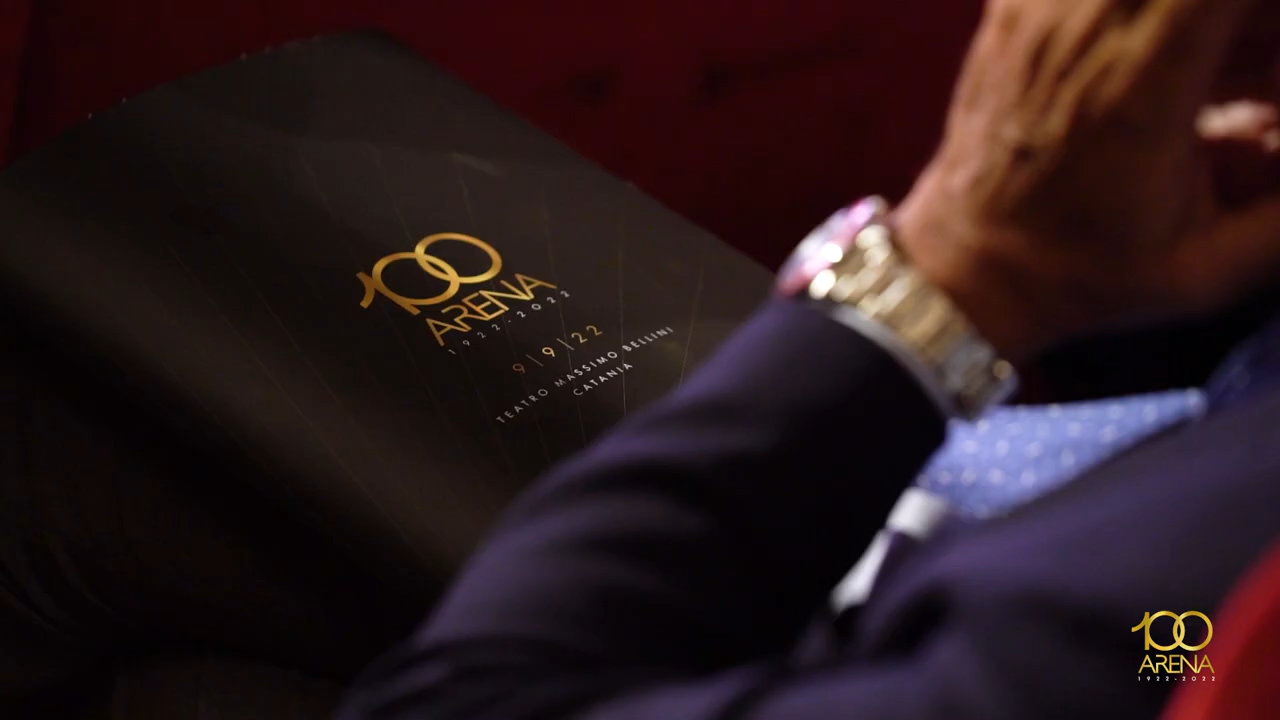 100
ARENA
1922-2022
9|9|22
TEATRO MASSIMO BELLINI
CATANIA
100
ARENA
1922-2022